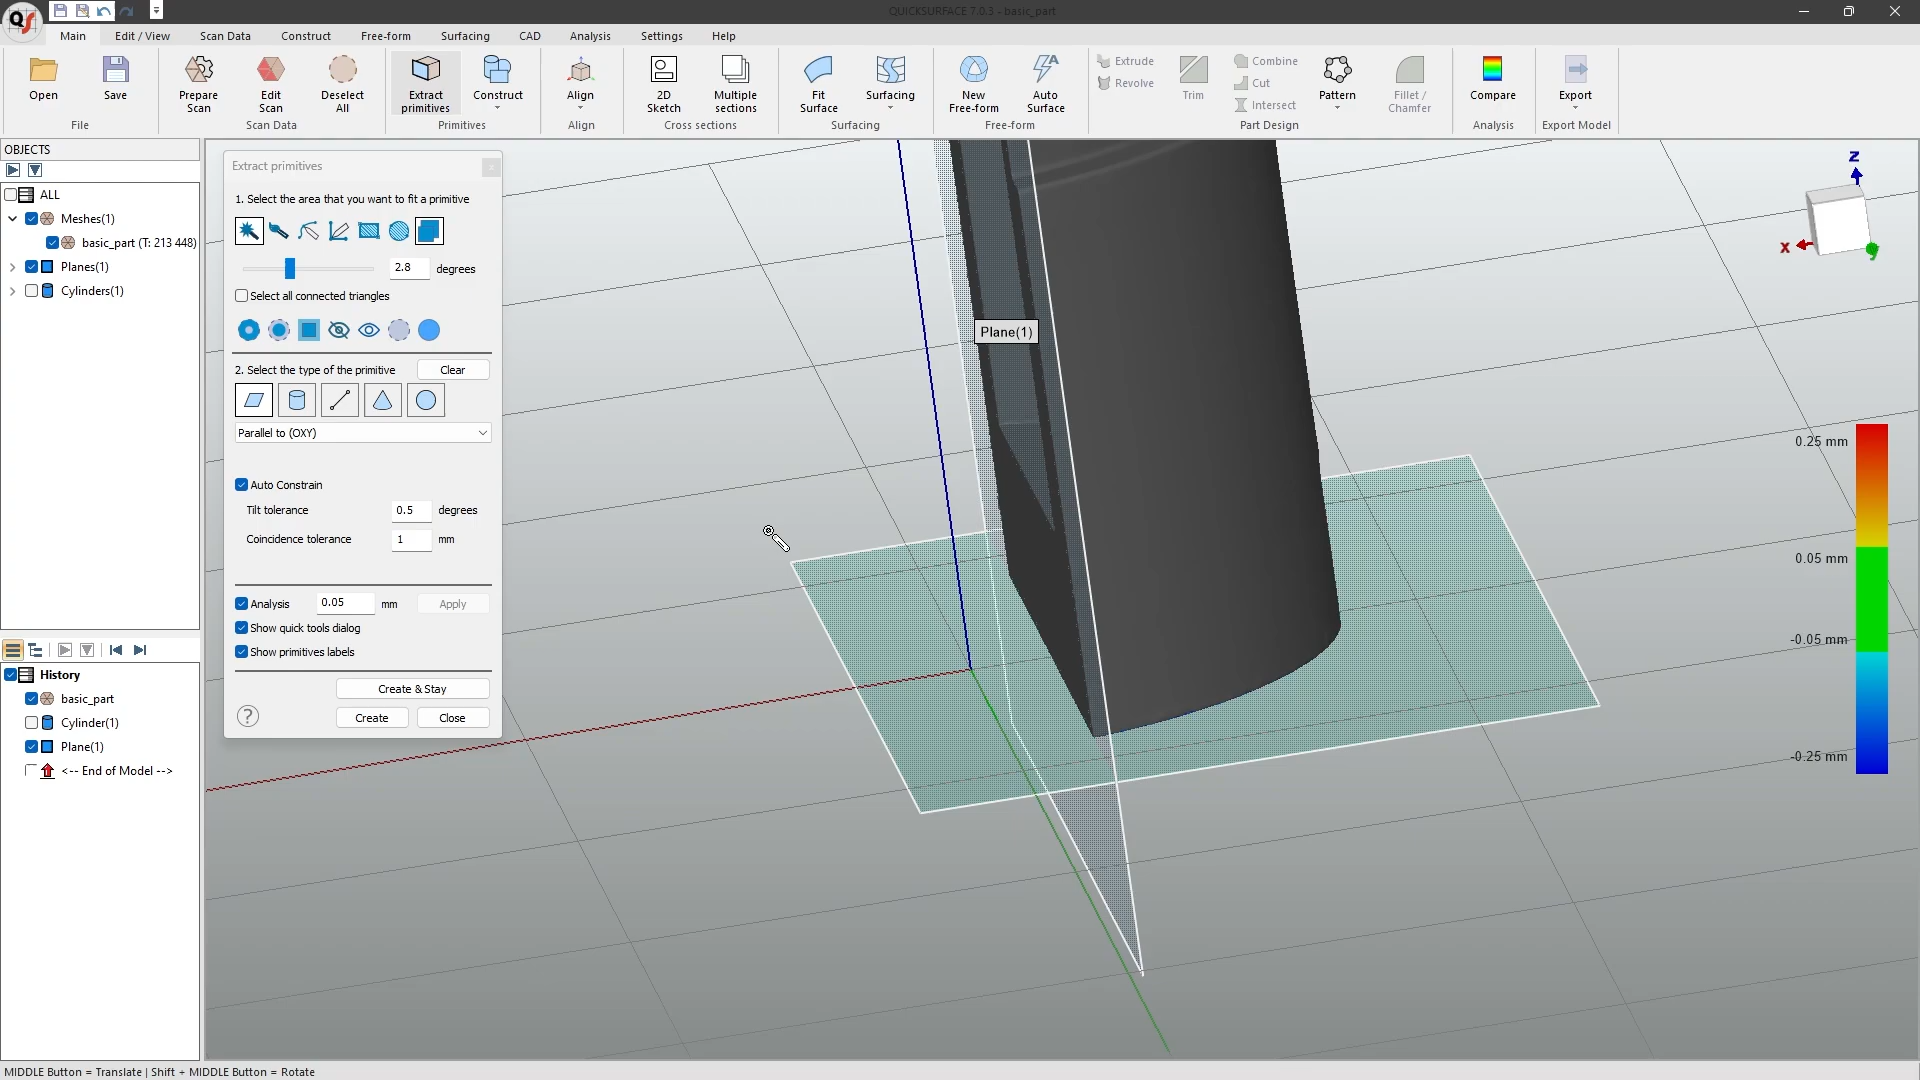 QS
QUICKSURFACE 7.0.3 - basic_part
Main Edit / View Scan Data Construct Free-form Surfacing CAD Analysis Settings Help
Open
Save
File
Prepare Scan
Edit Scan
Deselect All
Scan Data
Extract primitives
Construct
Primitives
Align
Align
2D Sketch
Multiple sections
Cross sections
Fit Surface
Surfacing
Surfacing
New Free-form
Auto Surface
Free-form
Extrude
Revolve
Trim
Combine
Cut
Intersect
Pattern
Fillet / Chamfer
Part Design
Compare
Analysis
Export
Export Model
OBJECTS
ALL
Meshes(1)
basic_part (T: 213 448)
Planes(1)
Cylinders(1)
History
basic_part
Cylinder(1)
Plane(1)
<-- End of Model -->
Extract primitives
1. Select the area that you want to fit a primitive
2.8 degrees
Select all connected triangles
2. Select the type of the primitive
Clear
Parallel to (OXY)
Auto Constrain
Tilt tolerance 0.5 degrees
Coincidence tolerance 1 mm
Analysis 0.05 mm Apply
Show quick tools dialog
Show primitives labels
Create & Stay
?
Create
Close
Plane(1)
Z
X
y
0.25 mm
0.05 mm
-0.05 mm
-0.25 mm
MIDDLE Button = Translate | Shift + MIDDLE Button = Rotate